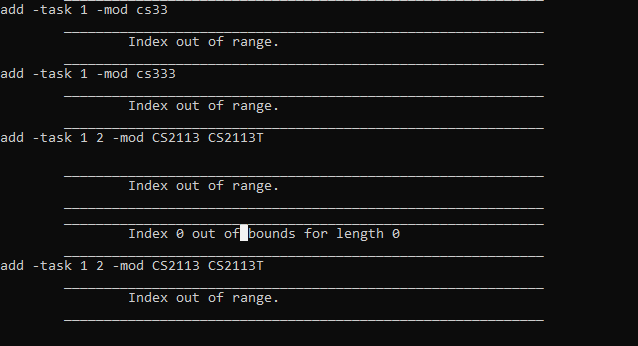 add -task 1 -mod cs33
Index out of range.
add -task 1 -mod cs333
Index out of range.
add -task 1 2 -mod CS2113 CS2113T
Index out of range.
Index 0 out of bounds for length 0
add -task 1 2 -mod CS2113 CS2113T
Index out of range.